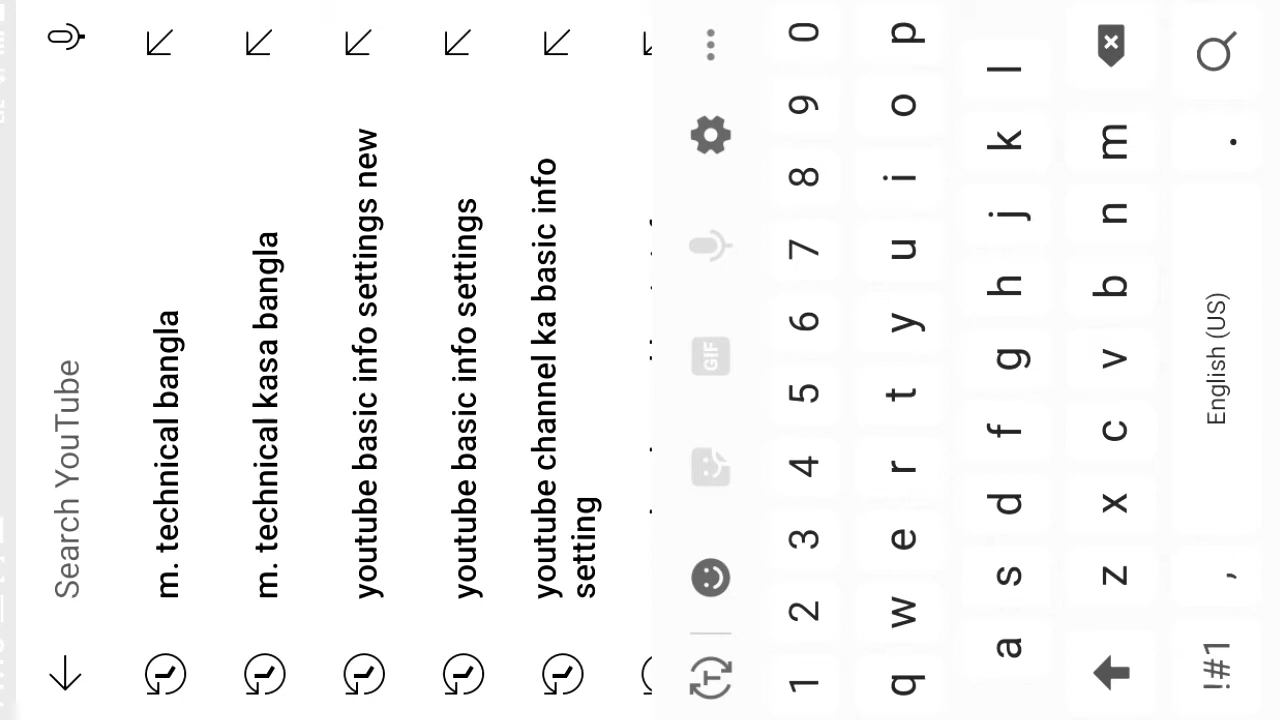 Search YouTube
m. technical bangla
m. technical kasa bangla
youtube basic info settings new
youtube basic info settings
youtube channel ka basic info
setting
T
GIF
1 2 3 4 5 6 7 8 9 0
q w e r t y u i o p
a s d f g h j k l
z x c v b n m
!#1 , English (US) .